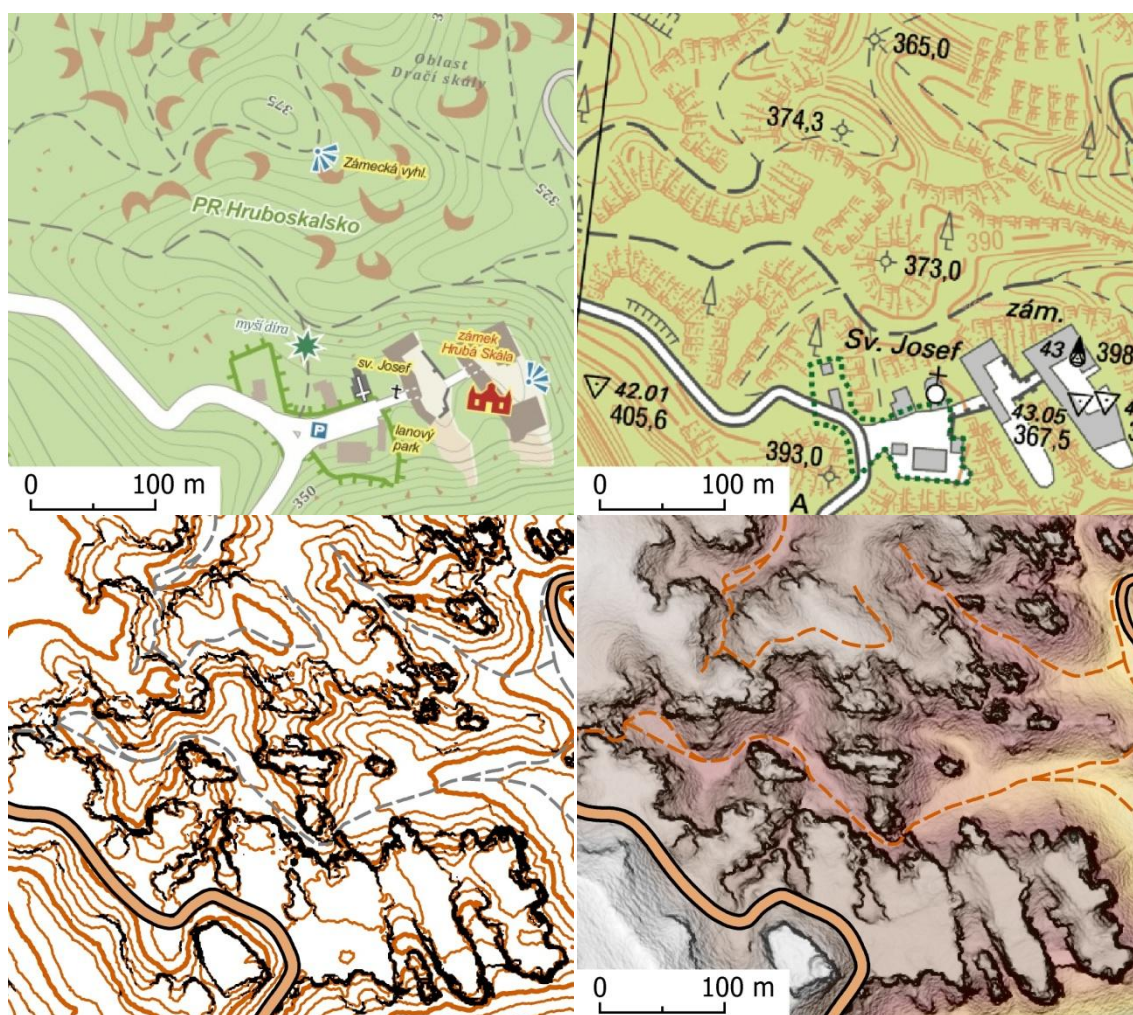 Oblast
Dračí skály
375
Zámecká vyhl.
325
PR Hruboskalsko
myší díra
sv. Josef
zámek
Hrubá Skála
lanový
park
P
350
0 100 m
365,0
374,3
390
373,0
zám.
Sv. Josef
43
398
42.01
405,6
43.05
367,5
4
393,0
A
0 100 m
0 100 m